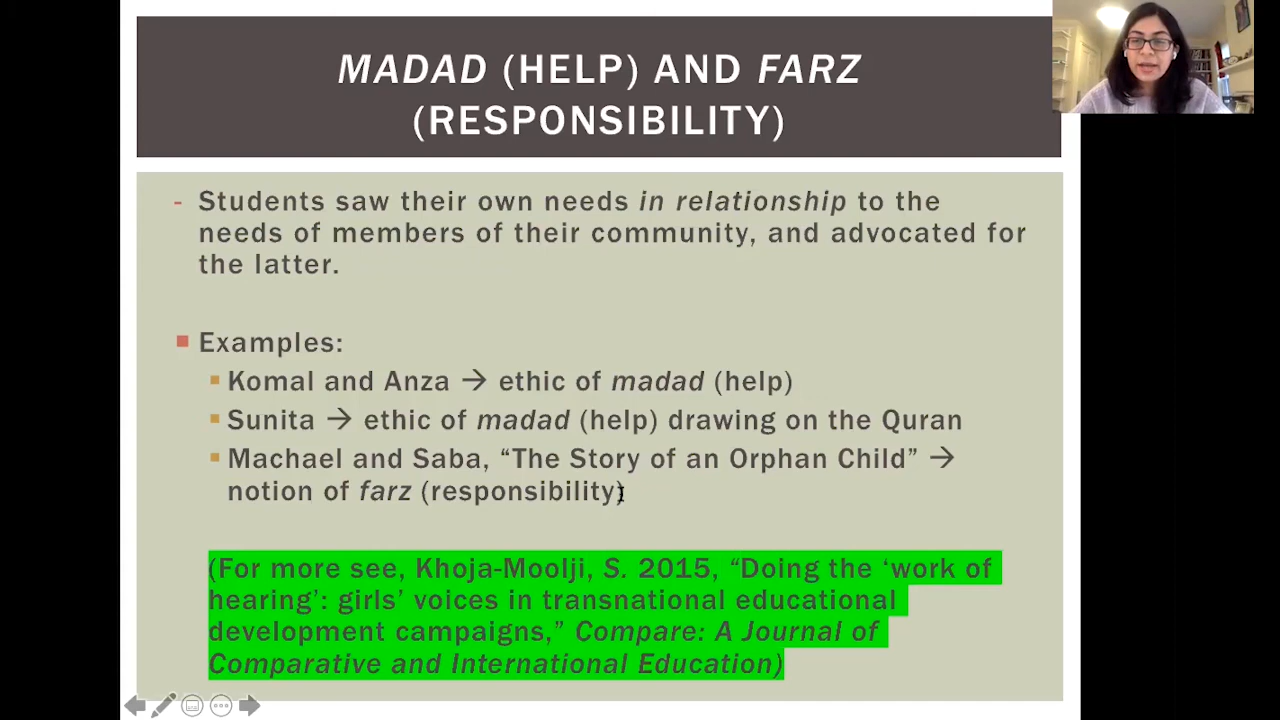 MADAD (HELP) AND FARZ
(RESPONSIBILITY)
- Students saw their own needs in relationship to the
needs of members of their community, and advocated for
the latter.
Examples:
Komal and Anza → ethic of madad (help)
Sunita → ethic of madad (help) drawing on the Quran
Machael and Saba, “The Story of an Orphan Child” →
notion of farz (responsibility)
(For more see, Khoja-Moolji, S. 2015, “Doing the ‘work of
hearing’: girls’ voices in transnational educational
development campaigns,” Compare: A Journal of
Comparative and International Education)